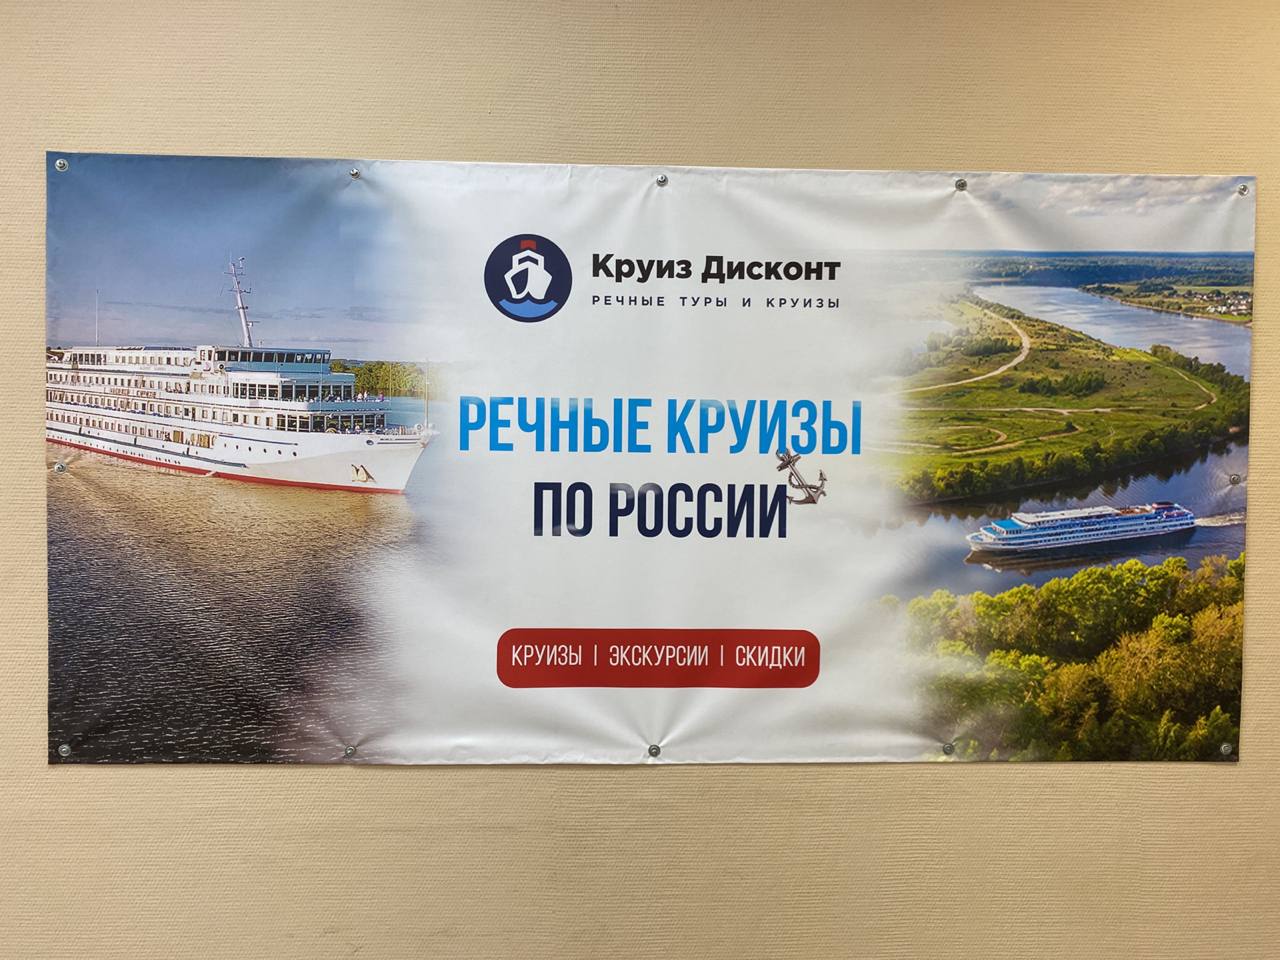 Круиз Дисконт
РЕЧНЫЕ ТУРЫ И КРУИЗЫ
РЕЧНЫЕ КРУИЗЫ
ПО РОССИИ
КРУИЗЫ | ЭКСКУРСИИ | СКИДКИ